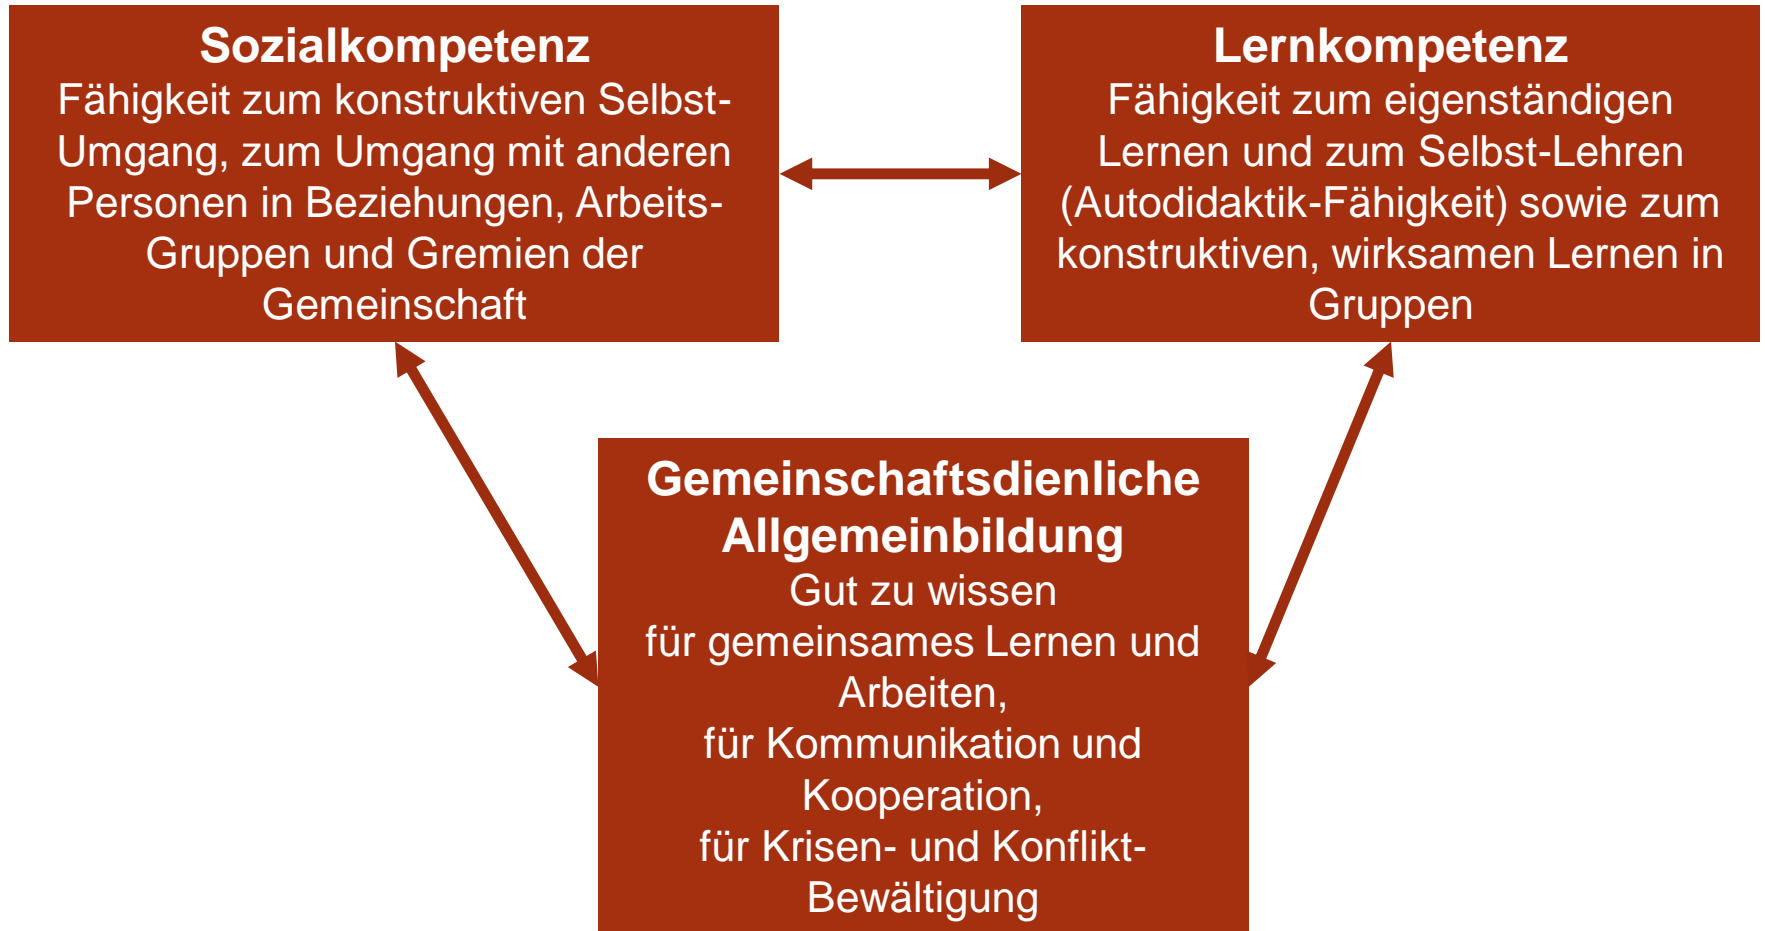 Sozialkompetenz
Fähigkeit zum konstruktiven Selbst-
Umgang, zum Umgang mit anderen
Personen in Beziehungen, Arbeits-
Gruppen und Gremien der
Gemeinschaft
Lernkompetenz
Fähigkeit zum eigenständigen
Lernen und zum Selbst-Lehren
(Autodidaktik-Fähigkeit) sowie zum
konstruktiven, wirksamen Lernen in
Gruppen
Gemeinschaftsdienliche
Allgemeinbildung
Gut zu wissen
für gemeinsames Lernen und
Arbeiten,
für Kommunikation und
Kooperation,
für Krisen- und Konflikt-
Bewältigung